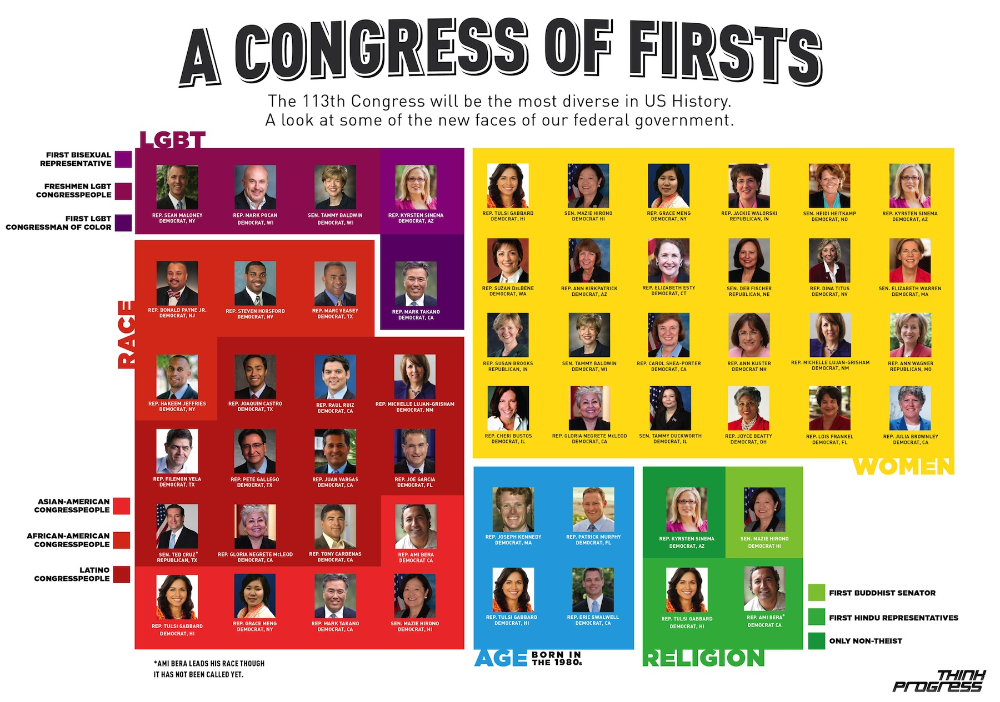 A CONGRESS OF FIRSTS
The 113th Congress will be the most diverse in US History.
A look at some of the new faces of our federal government.
LGBT
FIRST BISEXUAL
REPRESENTATIVE
FRESHMEN LGBT
CONGRESSPEOPLE
FIRST LGBT
CONGRESSMAN OF COLOR
REP. SEAN MALONEY
DEMOCRAT, NY
REP. MARK POCAN
DEMOCRAT, WI
SEN. TAMMY BALDWIN
DEMOCRAT, WI
REP. KYRSTEN SINEMA
DEMOCRAT, AZ
REP. MARK TAKANO
DEMOCRAT, CA
RACE
REP. DONALD PAYNE JR.
DEMOCRAT, NJ
REP. STEVEN HORSFORD
DEMOCRAT, NV
REP. MARC VEASEY
DEMOCRAT, TX
REP. HAKEEM JEFFRIES
DEMOCRAT, NY
REP. JOAQUIN CASTRO
DEMOCRAT, TX
REP. RAUL RUIZ
DEMOCRAT, CA
REP. MICHELLE LUJAN-GRISHAM
DEMOCRAT, NM
REP. FILEMON VELA
DEMOCRAT, TX
REP. PETE GALLEGO
DEMOCRAT, TX
REP. JUAN VARGAS
DEMOCRAT, CA
REP. JOE GARCIA
DEMOCRAT, FL
ASIAN-AMERICAN
CONGRESSPEOPLE
AFRICAN-AMERICAN
CONGRESSPEOPLE
LATINO
CONGRESSPEOPLE
SEN. TED CRUZ*
REPUBLICAN, TX
REP. GLORIA NEGRETE McLEOD
DEMOCRAT, CA
REP. TONY CARDENAS
DEMOCRAT, CA
REP. AMI BERA
DEMOCRAT CA
REP. TULSI GABBARD
DEMOCRAT, HI
REP. GRACE MENG
DEMOCRAT, NY
REP. MARK TAKANO
DEMOCRAT, CA
SEN. MAZIE HIRONO
DEMOCRAT, HI
*AMI BERA LEADS HIS RACE THOUGH
IT HAS NOT BEEN CALLED YET.
REP. TULSI GABBARD
DEMOCRAT, HI
SEN. MAZIE HIRONO
DEMOCRAT HI
REP. GRACE MENG
DEMOCRAT, NY
REP. JACKIE WALORSKI
REPUBLICAN, IN
SEN. HEIDI HEITKAMP
DEMOCRAT, ND
REP. KYRSTEN SINEMA
DEMOCRAT, AZ
REP. SUZAN DELBENE
DEMOCRAT, WA
REP. ANN KIRKPATRICK
DEMOCRAT, AZ
REP. ELIZABETH ESTY
DEMOCRAT, CT
SEN. DEB FISCHER
REPUBLICAN, NE
REP. DINA TITUS
DEMOCRAT, NV
SEN. ELIZABETH WARREN
DEMOCRAT, MA
REP. SUSAN BROOKS
REPUBLICAN, IN
SEN. TAMMY BALDWIN
DEMOCRAT, WI
REP. CAROL SHEA-PORTER
DEMOCRAT, CA
REP. ANN KUSTER
DEMOCRAT NH
REP. MICHELLE LUJAN-GRISHAM
DEMOCRAT, NM
REP. ANN WAGNER
REPUBLICAN, MO
REP. CHERI BUSTOS
DEMOCRAT, IL
REP. GLORIA NEGRETE McLEOD
DEMOCRAT, CA
SEN. TAMMY DUCKWORTH
DEMOCRAT, IL
REP. JOYCE BEATTY
DEMOCRAT, OH
REP. LOIS FRANKEL
DEMOCRAT, FL
REP. JULIA BROWNLEY
DEMOCRAT, CA
WOMEN
REP. JOSEPH KENNEDY
DEMOCRAT, MA
REP. PATRICK MURPHY
DEMOCRAT, FL
REP. TULSI GABBARD
DEMOCRAT, HI
REP. ERIC SWALWELL
DEMOCRAT, CA
AGE BORN IN
THE 1980s
REP. KYRSTEN SINEMA
DEMOCRAT, AZ
SEN. MAZIE HIRONO
DEMOCRAT HI
REP. TULSI GABBARD
DEMOCRAT, HI
REP. AMI BERA*
DEMOCRAT CA
RELIGION
FIRST BUDDHIST SENATOR
FIRST HINDU REPRESENTATIVES
ONLY NON-THEIST
THINK
PROGRESS